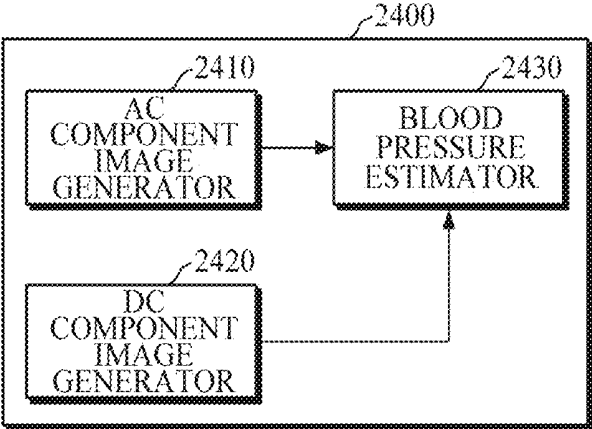 2400
2410
AC
COMPONENT
IMAGE
GENERATOR
2430
BLOOD
PRESSURE
ESTIMATOR
2420
DC
COMPONENT
IMAGE
GENERATOR